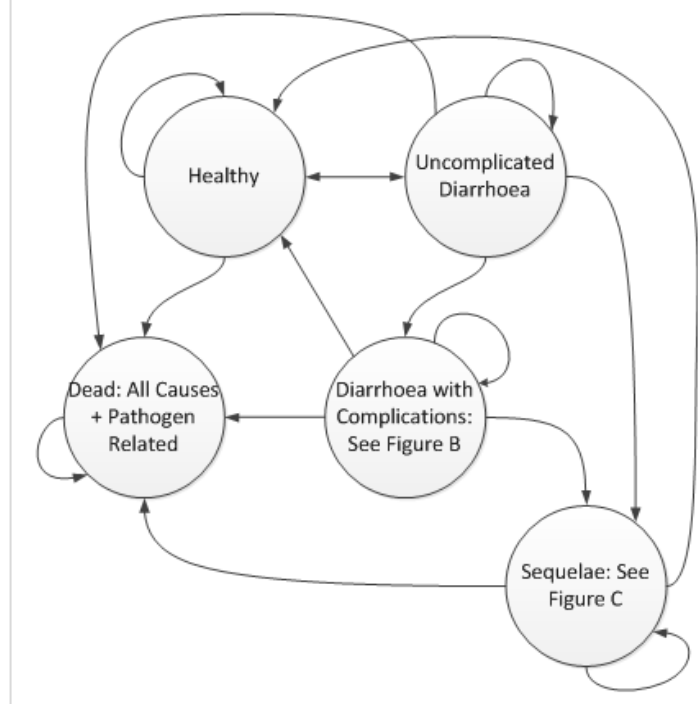 Healthy
Uncomplicated
Diarrhoea
Dead: All Causes
+ Pathogen
Related
Diarrhoea with
Complications:
See Figure B
Sequelae: See
Figure C